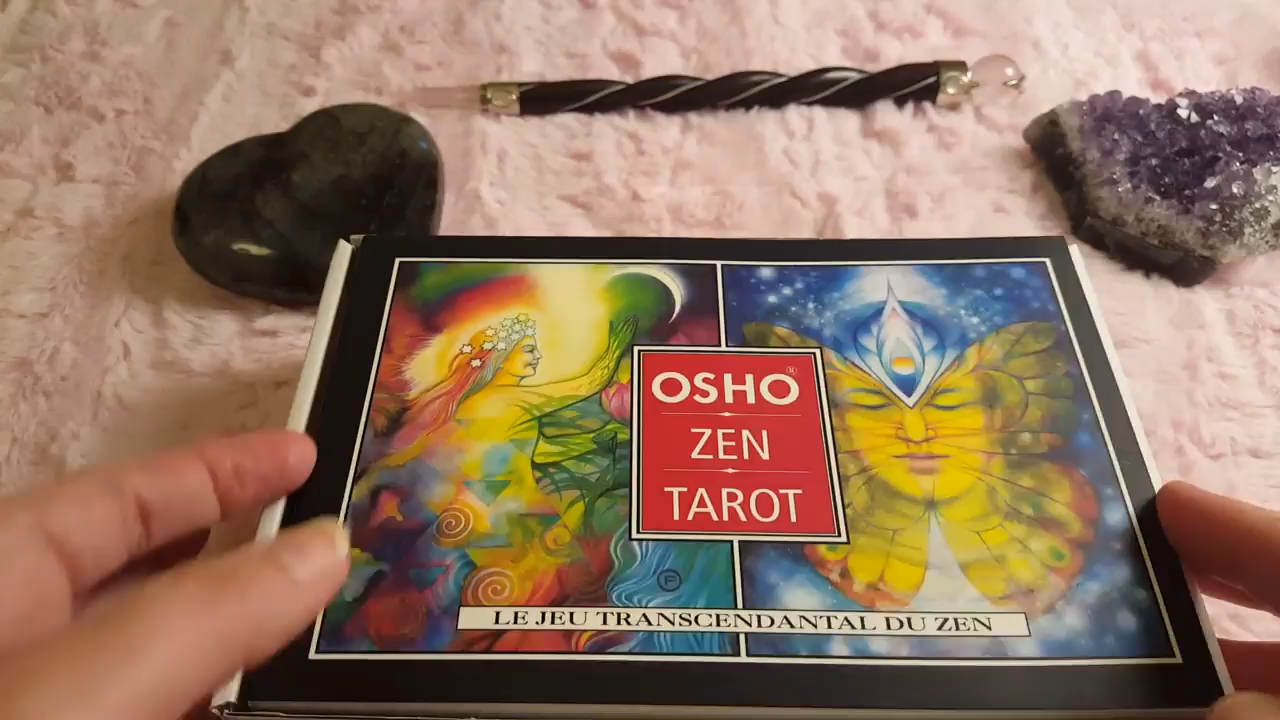 OSHO®
ZEN
TAROT
F
LE JEU TRANSCENDANTAL DU ZEN